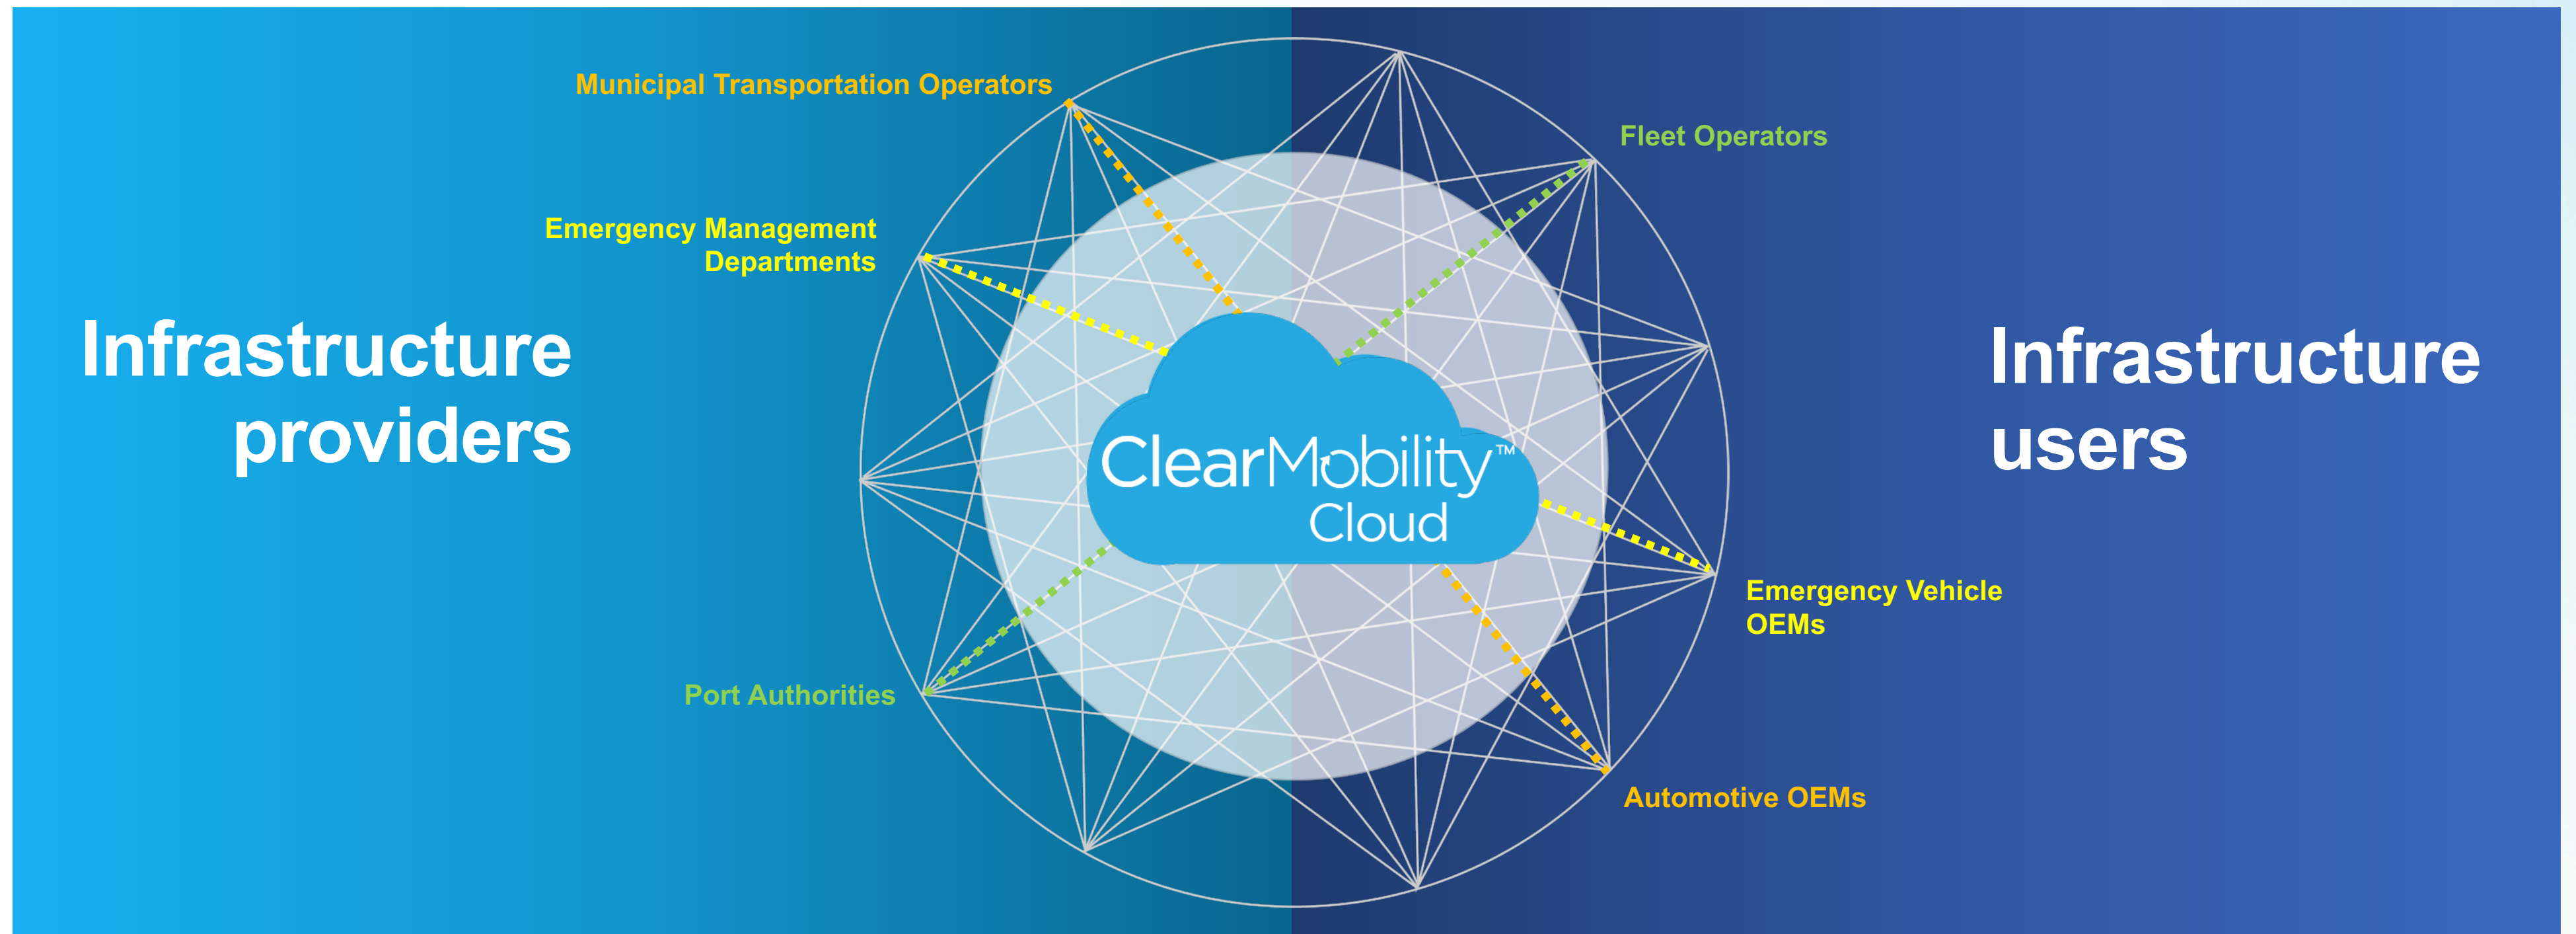 Municipal Transportation Operators
Emergency Management
Departments
Infrastructure
providers
Port Authorities
ClearMobility™
Cloud
Fleet Operators
Infrastructure
users
Emergency Vehicle
OEMs
Automotive OEMs